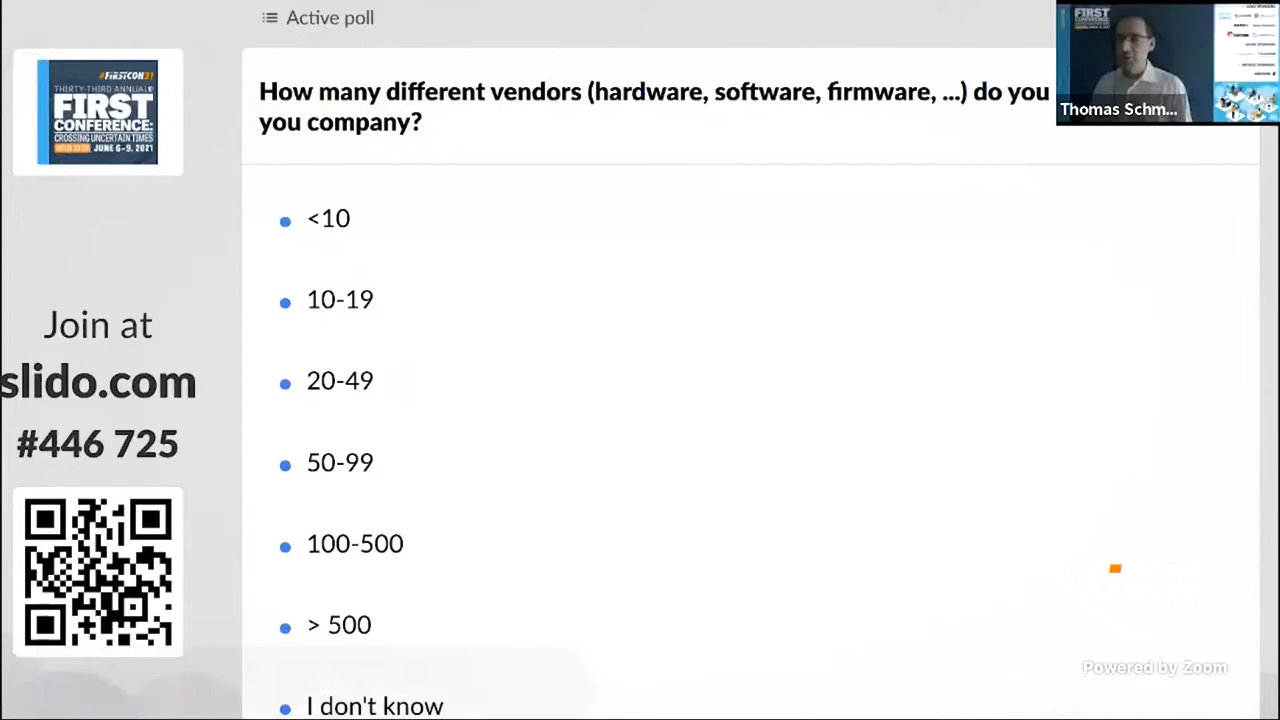 Active poll
#FIRSTCON21
THIRTY-THIRD ANNUAL
FIRST
CONFERENCE:
CROSSING UNCERTAIN TIMES
JUNE 6-9, 2021
How many different vendors (hardware, software, firmware, ...) do you
you company?
<10
10-19
20-49
50-99
100-500
> 500
I don't know
Join at
slido.com
#446 725
FIRST
Thomas Schm...
Powered by Zoom